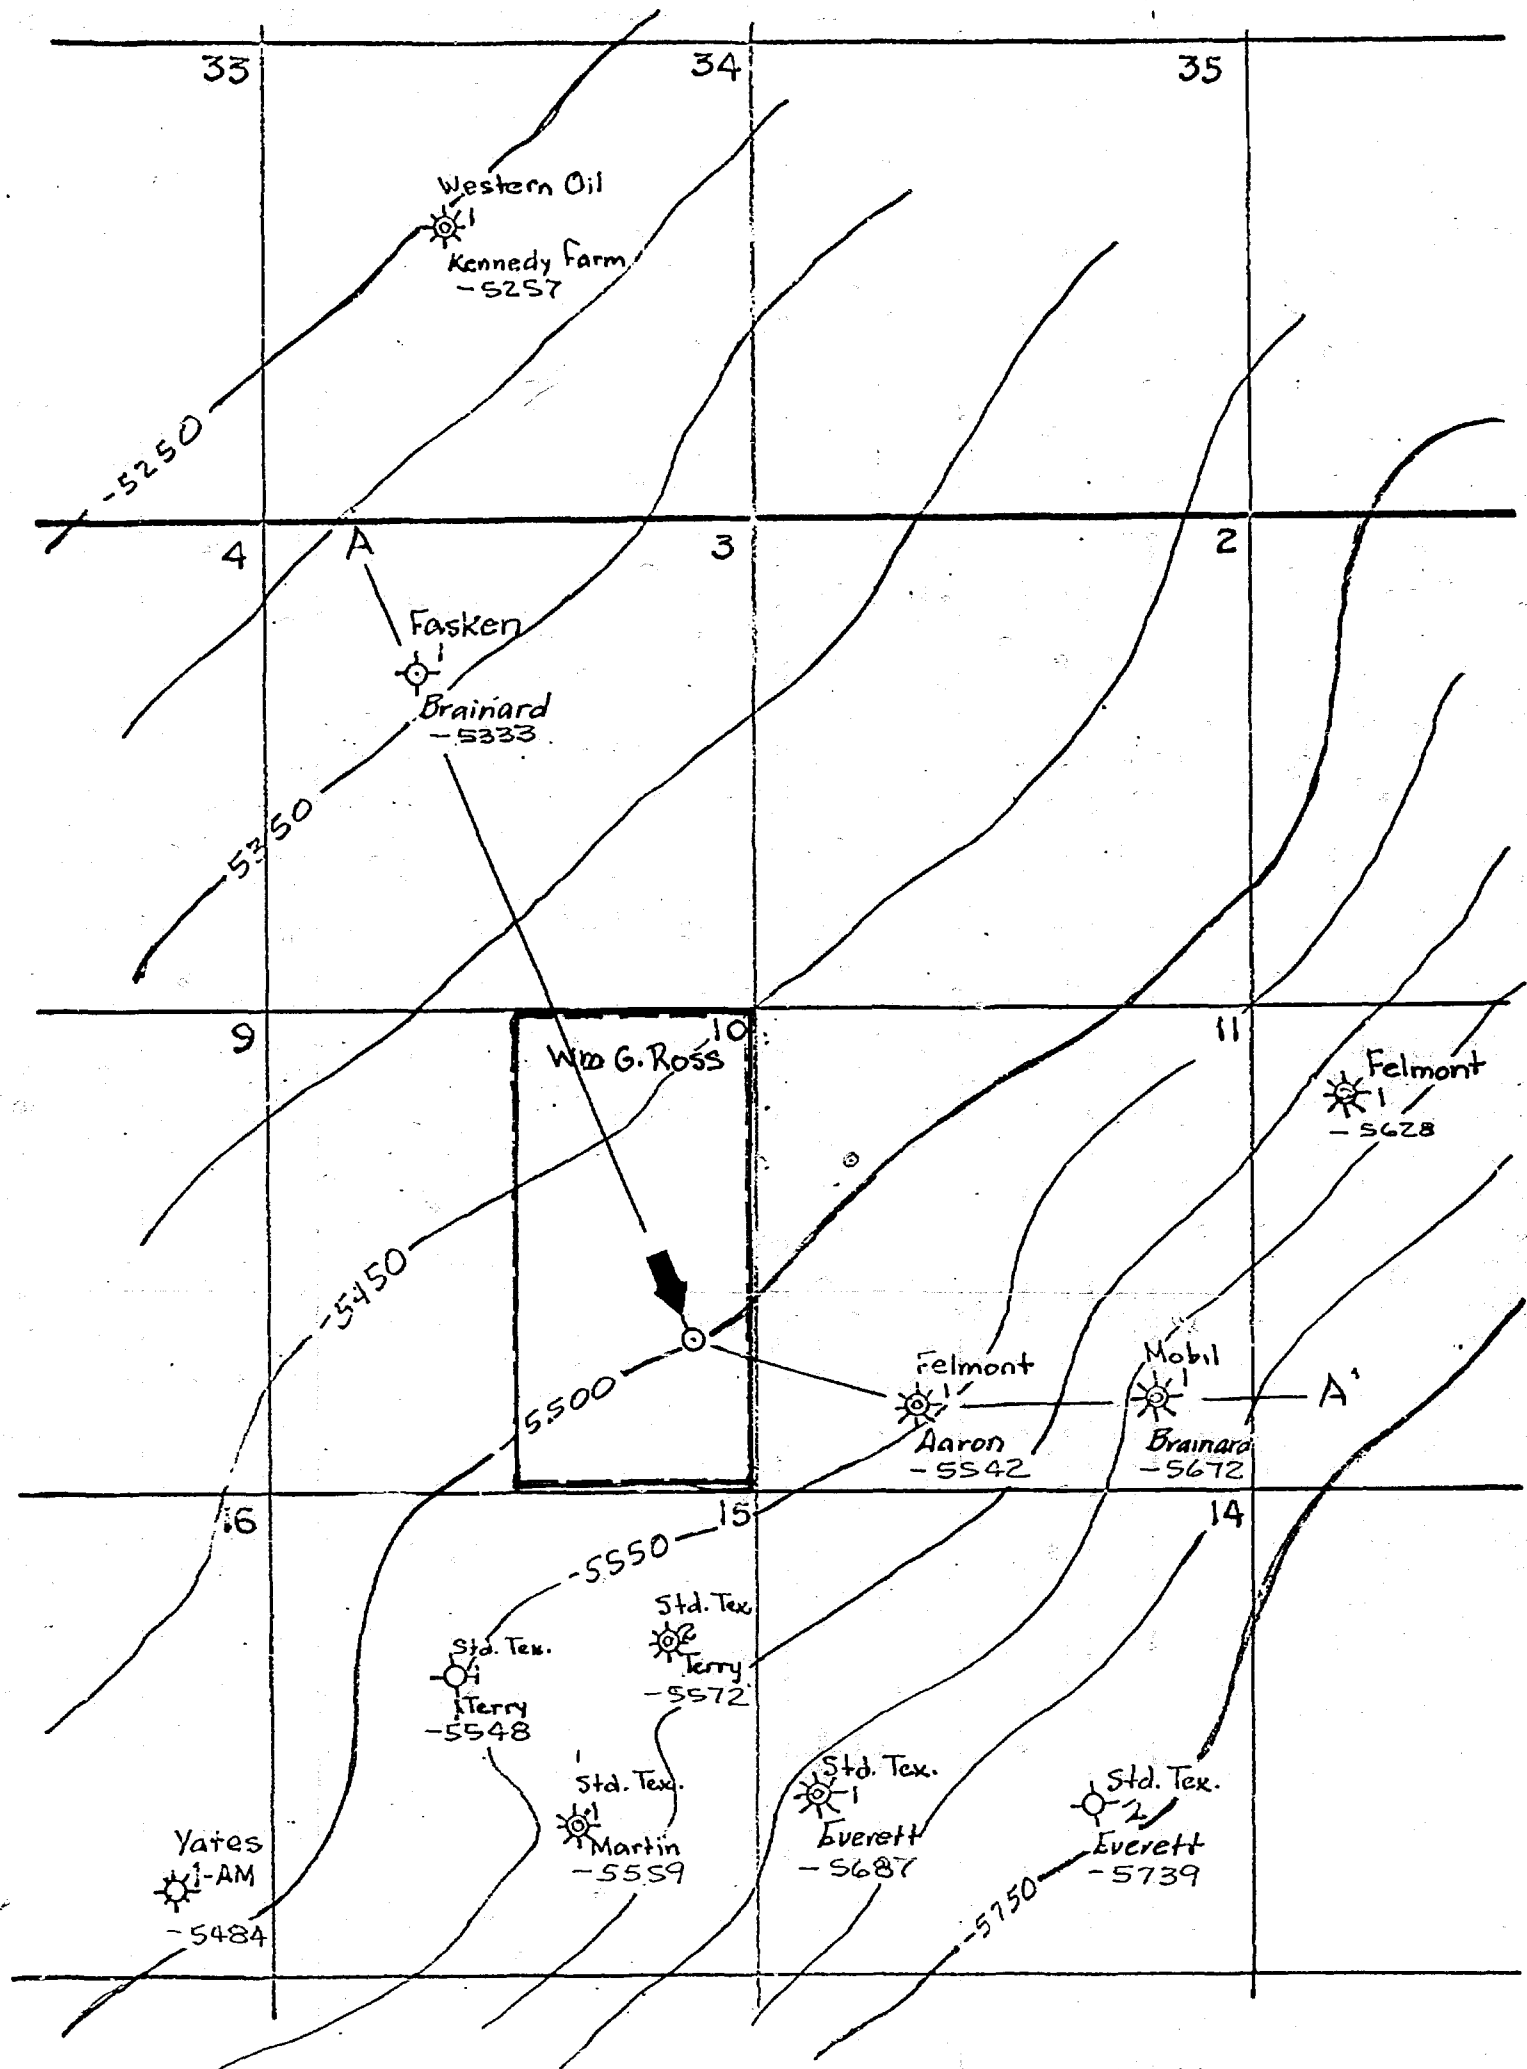 33
34
35
Western Oil
1
Kennedy Farm
-5257
-5250
4
A
3
2
Fasken
1
Brainard
-5333
5350
9
10
11
Wm G. Ross
Felmont
1
-5628
-5450
Felmont
1
Mobil
1
A'
5500
Aaron
-5542
Brainard
-5672
16
15
14
-5550
Std. Tex
2
Terry
-5572
Std. Tex.
1
Terry
-5548
Std. Tex.
1
Martin
-5559
Std. Tex.
1
Everett
-5687
Std. Tex.
2
Everett
-5739
Yates
1-AM
-5484
-5750